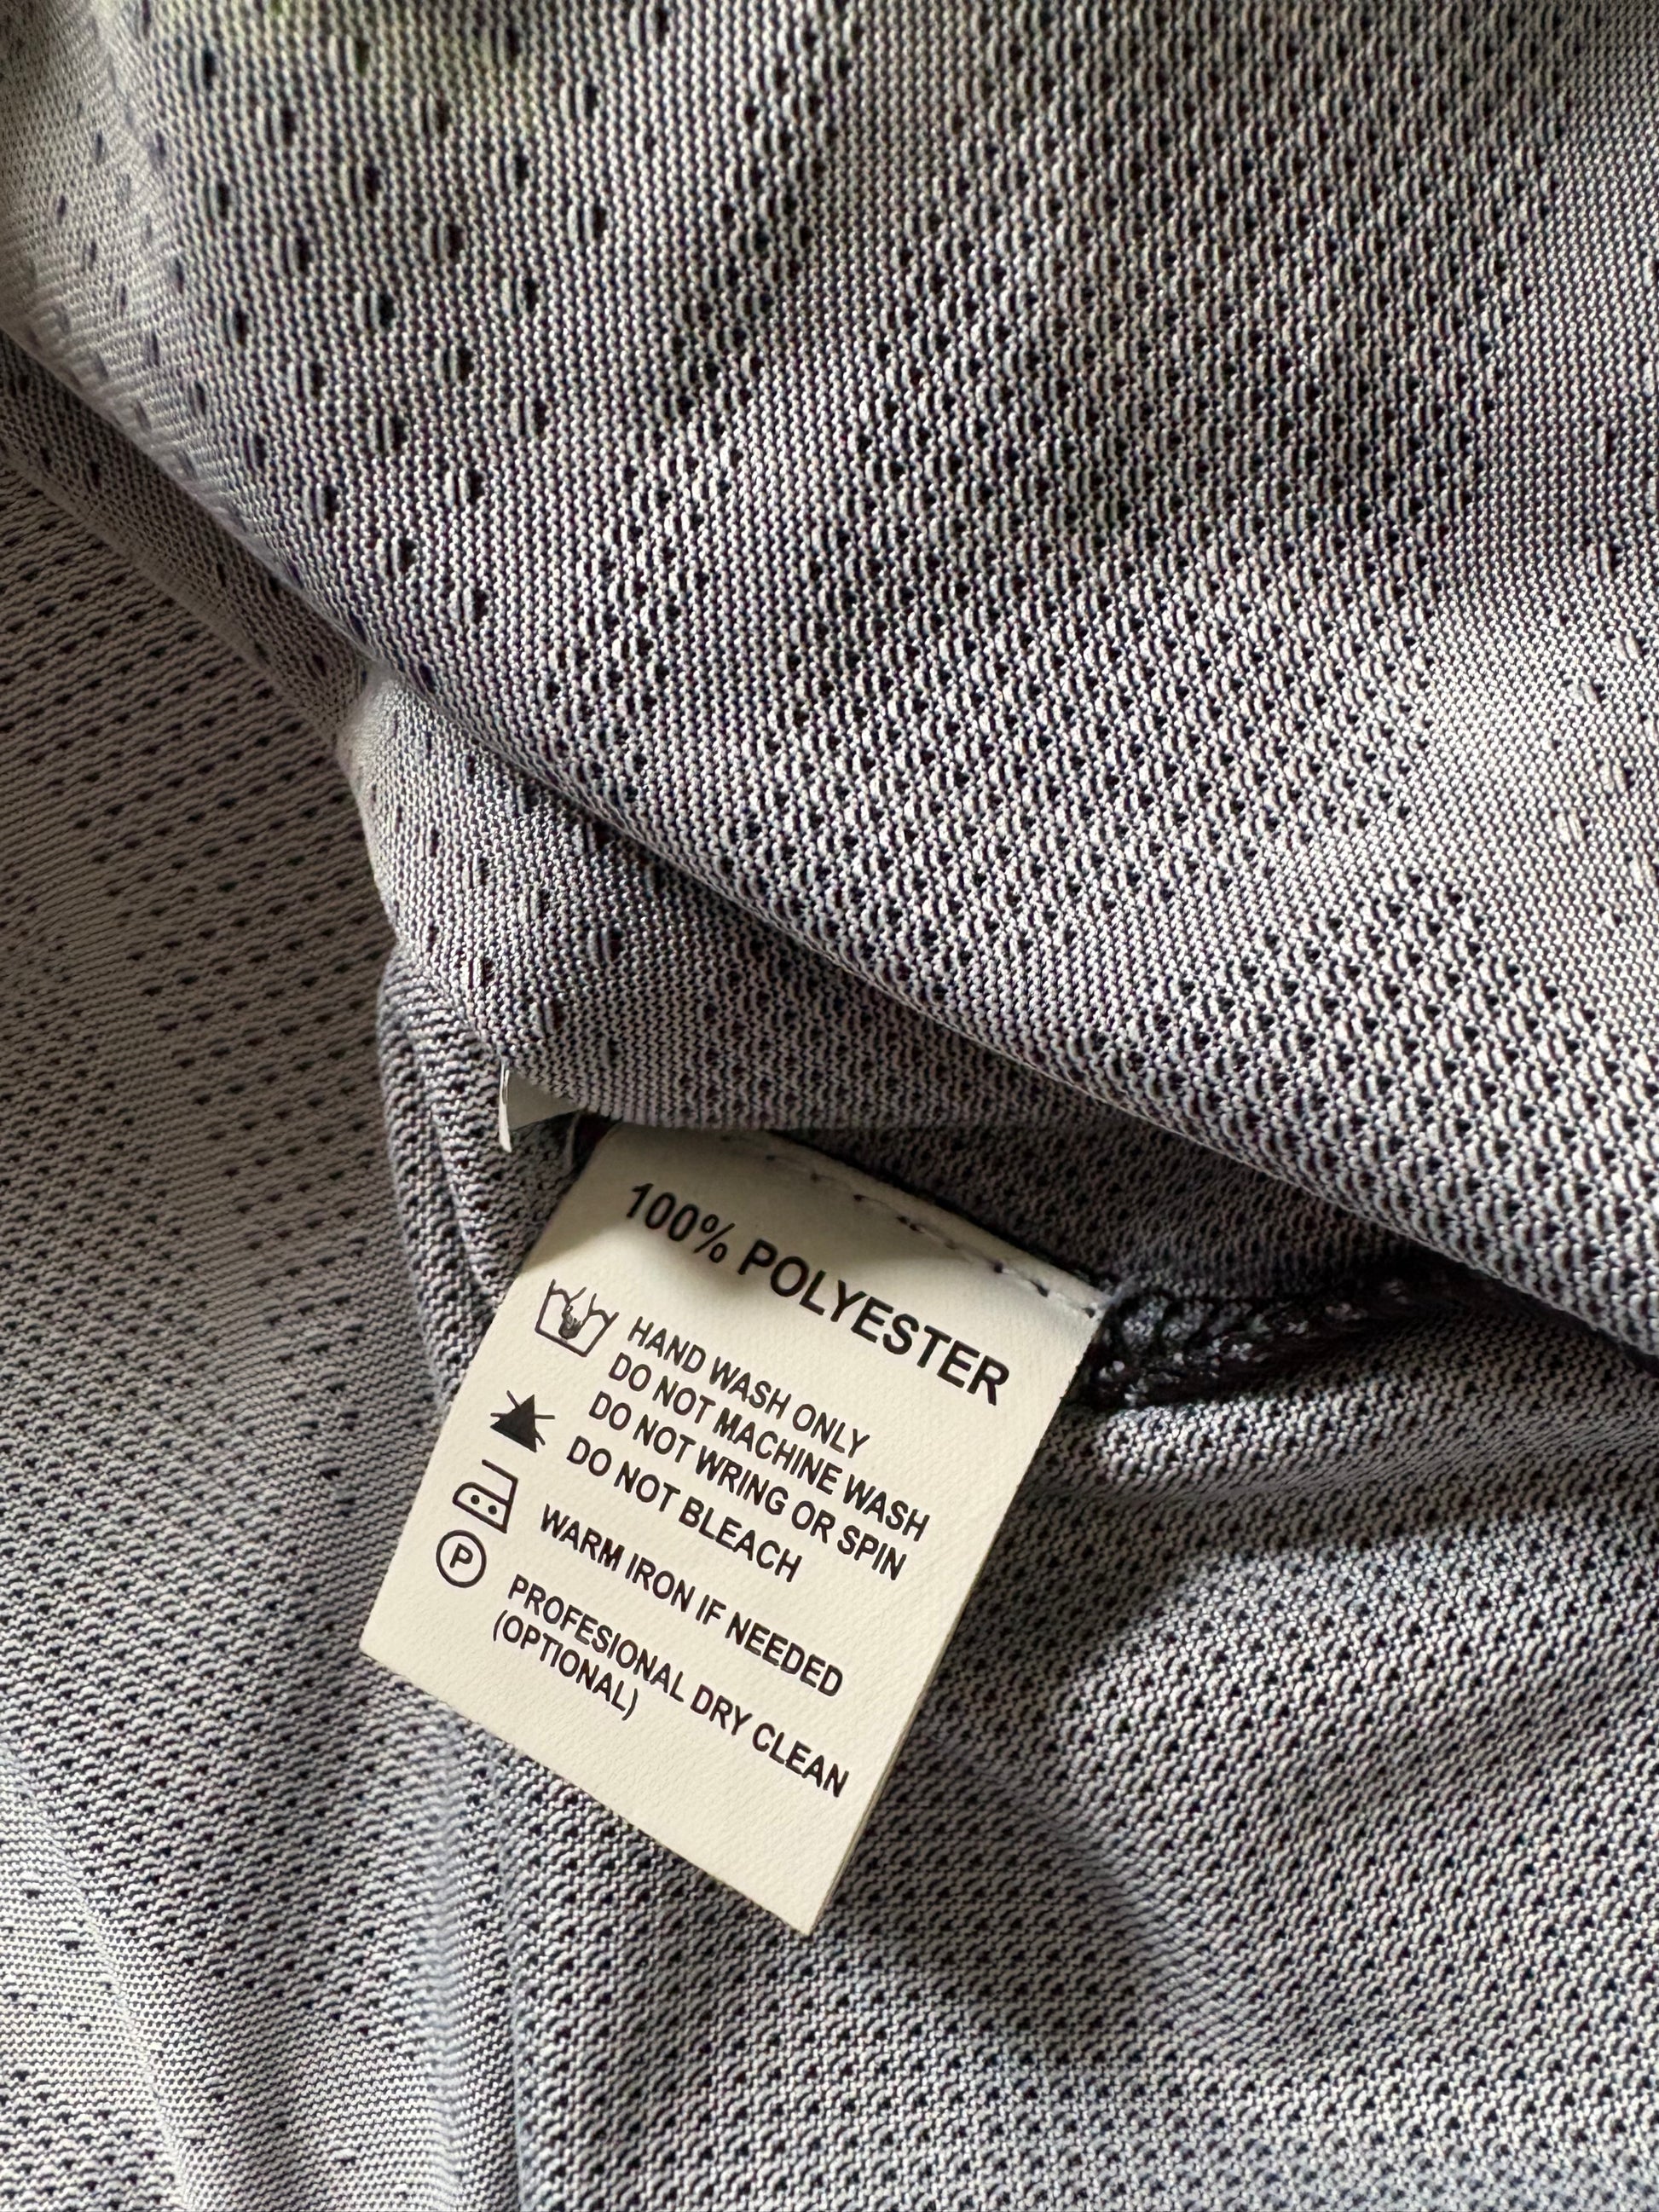 100% POLYESTER
HAND WASH ONLY
DO NOT MACHINE WASH
DO NOT WRING OR SPIN
DO NOT BLEACH
WARM IRON IF NEEDED
P
PROFESIONAL DRY CLEAN
(OPTIONAL)